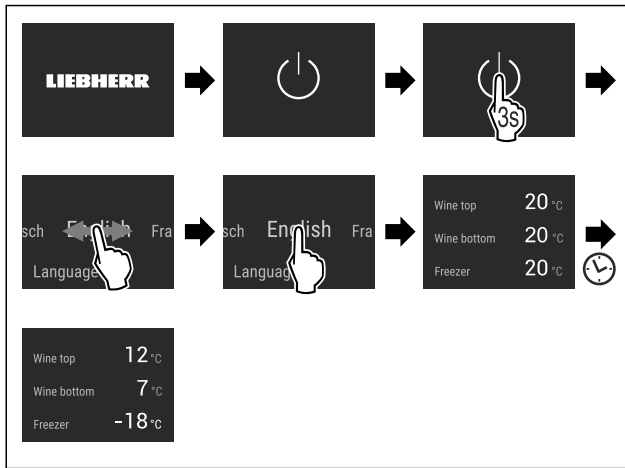 LIEBHERR
3s
sch English Fra
Language
sch English Fra
Language
Wine top 20 °C
Wine bottom 20 °C
Freezer 20 °C
Wine top 12 °C
Wine bottom 7 °C
Freezer -18 °C